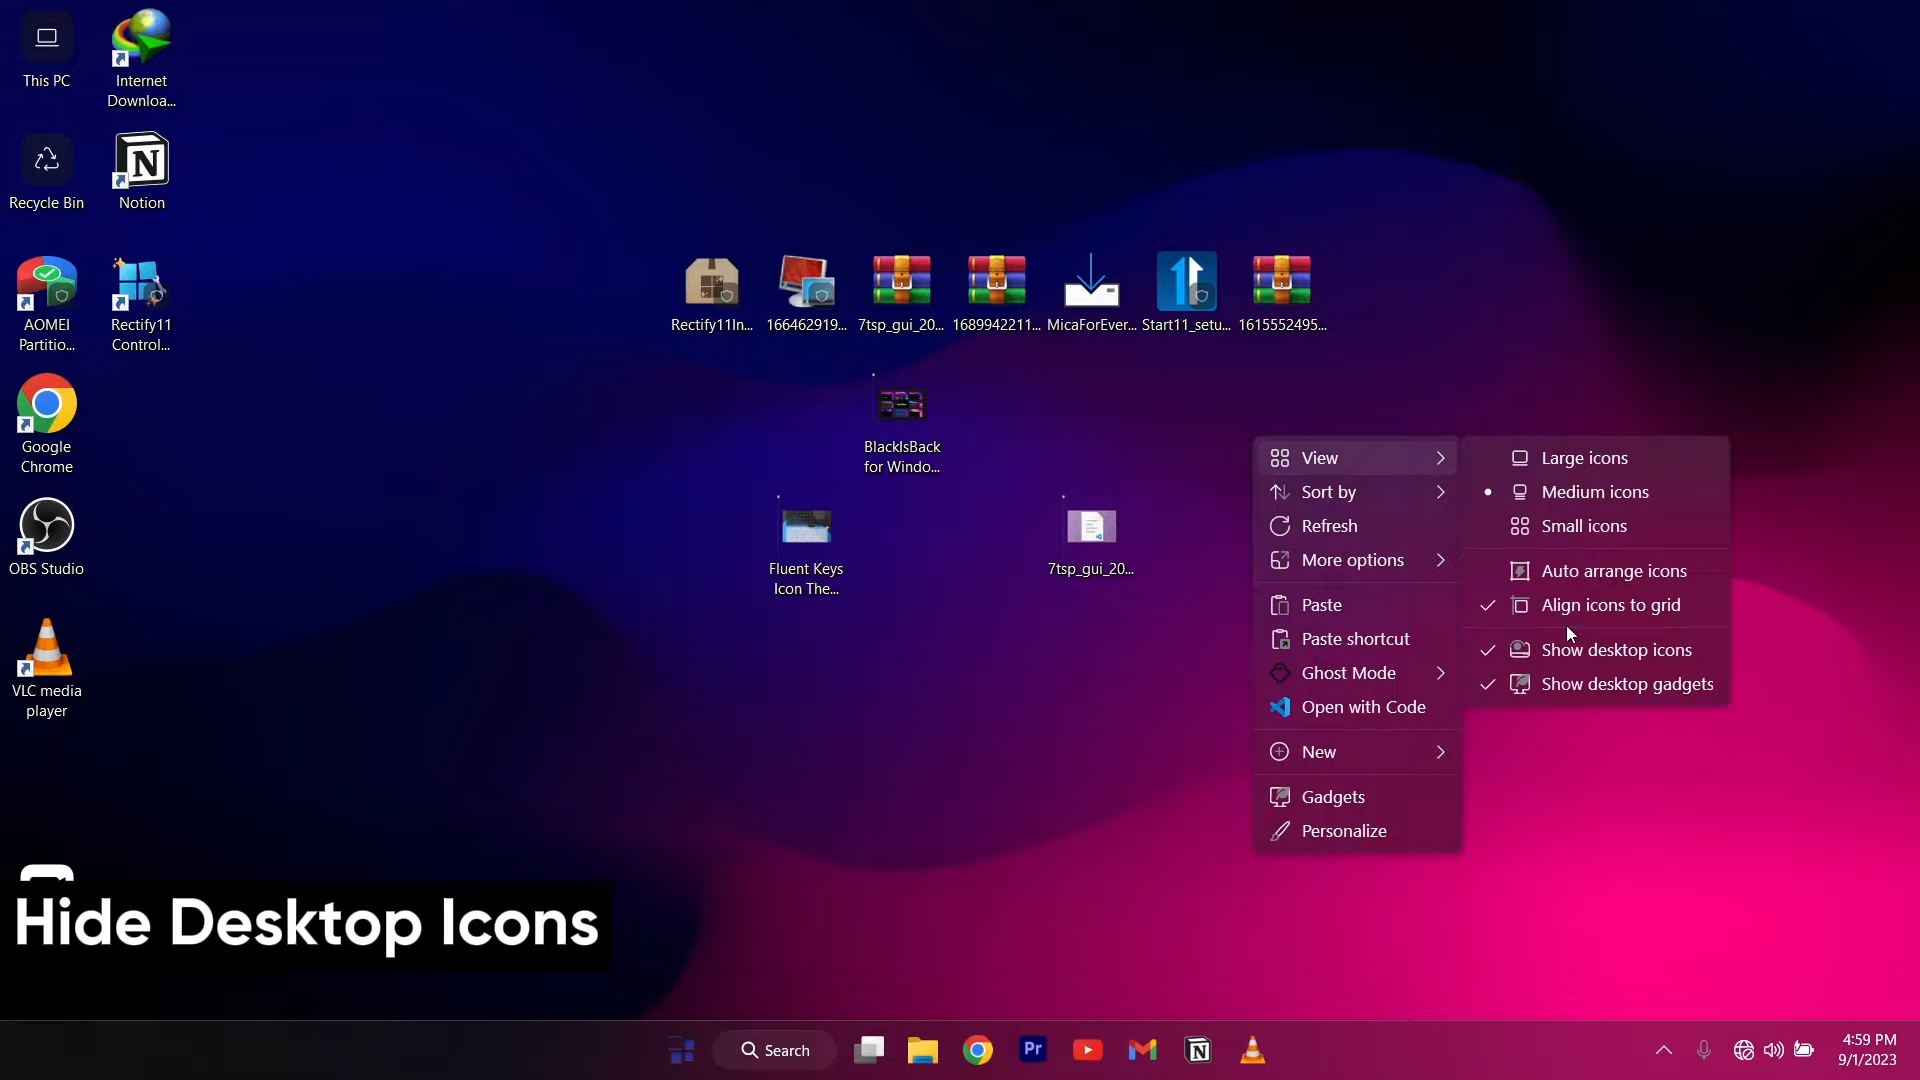 This PC
Internet
Downloa...
Recycle Bin
Notion
AOMEI
Partitio...
Rectify11
Control...
Google
Chrome
OBS Studio
VLC media
player
Rectify11In...
166462919...
7tsp_gui_20...
1689942211...
MicaForEver...
Start11_setu...
1615552495...
BlackIsBack
for Windo...
Fluent Keys
Icon The...
7tsp_gui_20...
View
Sort by
Refresh
More options
Paste
Paste shortcut
Ghost Mode
Open with Code
New
Gadgets
Personalize
Large icons
Medium icons
Small icons
Auto arrange icons
Align icons to grid
Show desktop icons
Show desktop gadgets
Hide Desktop Icons
Search
Pr
4:59 PM
9/1/2023